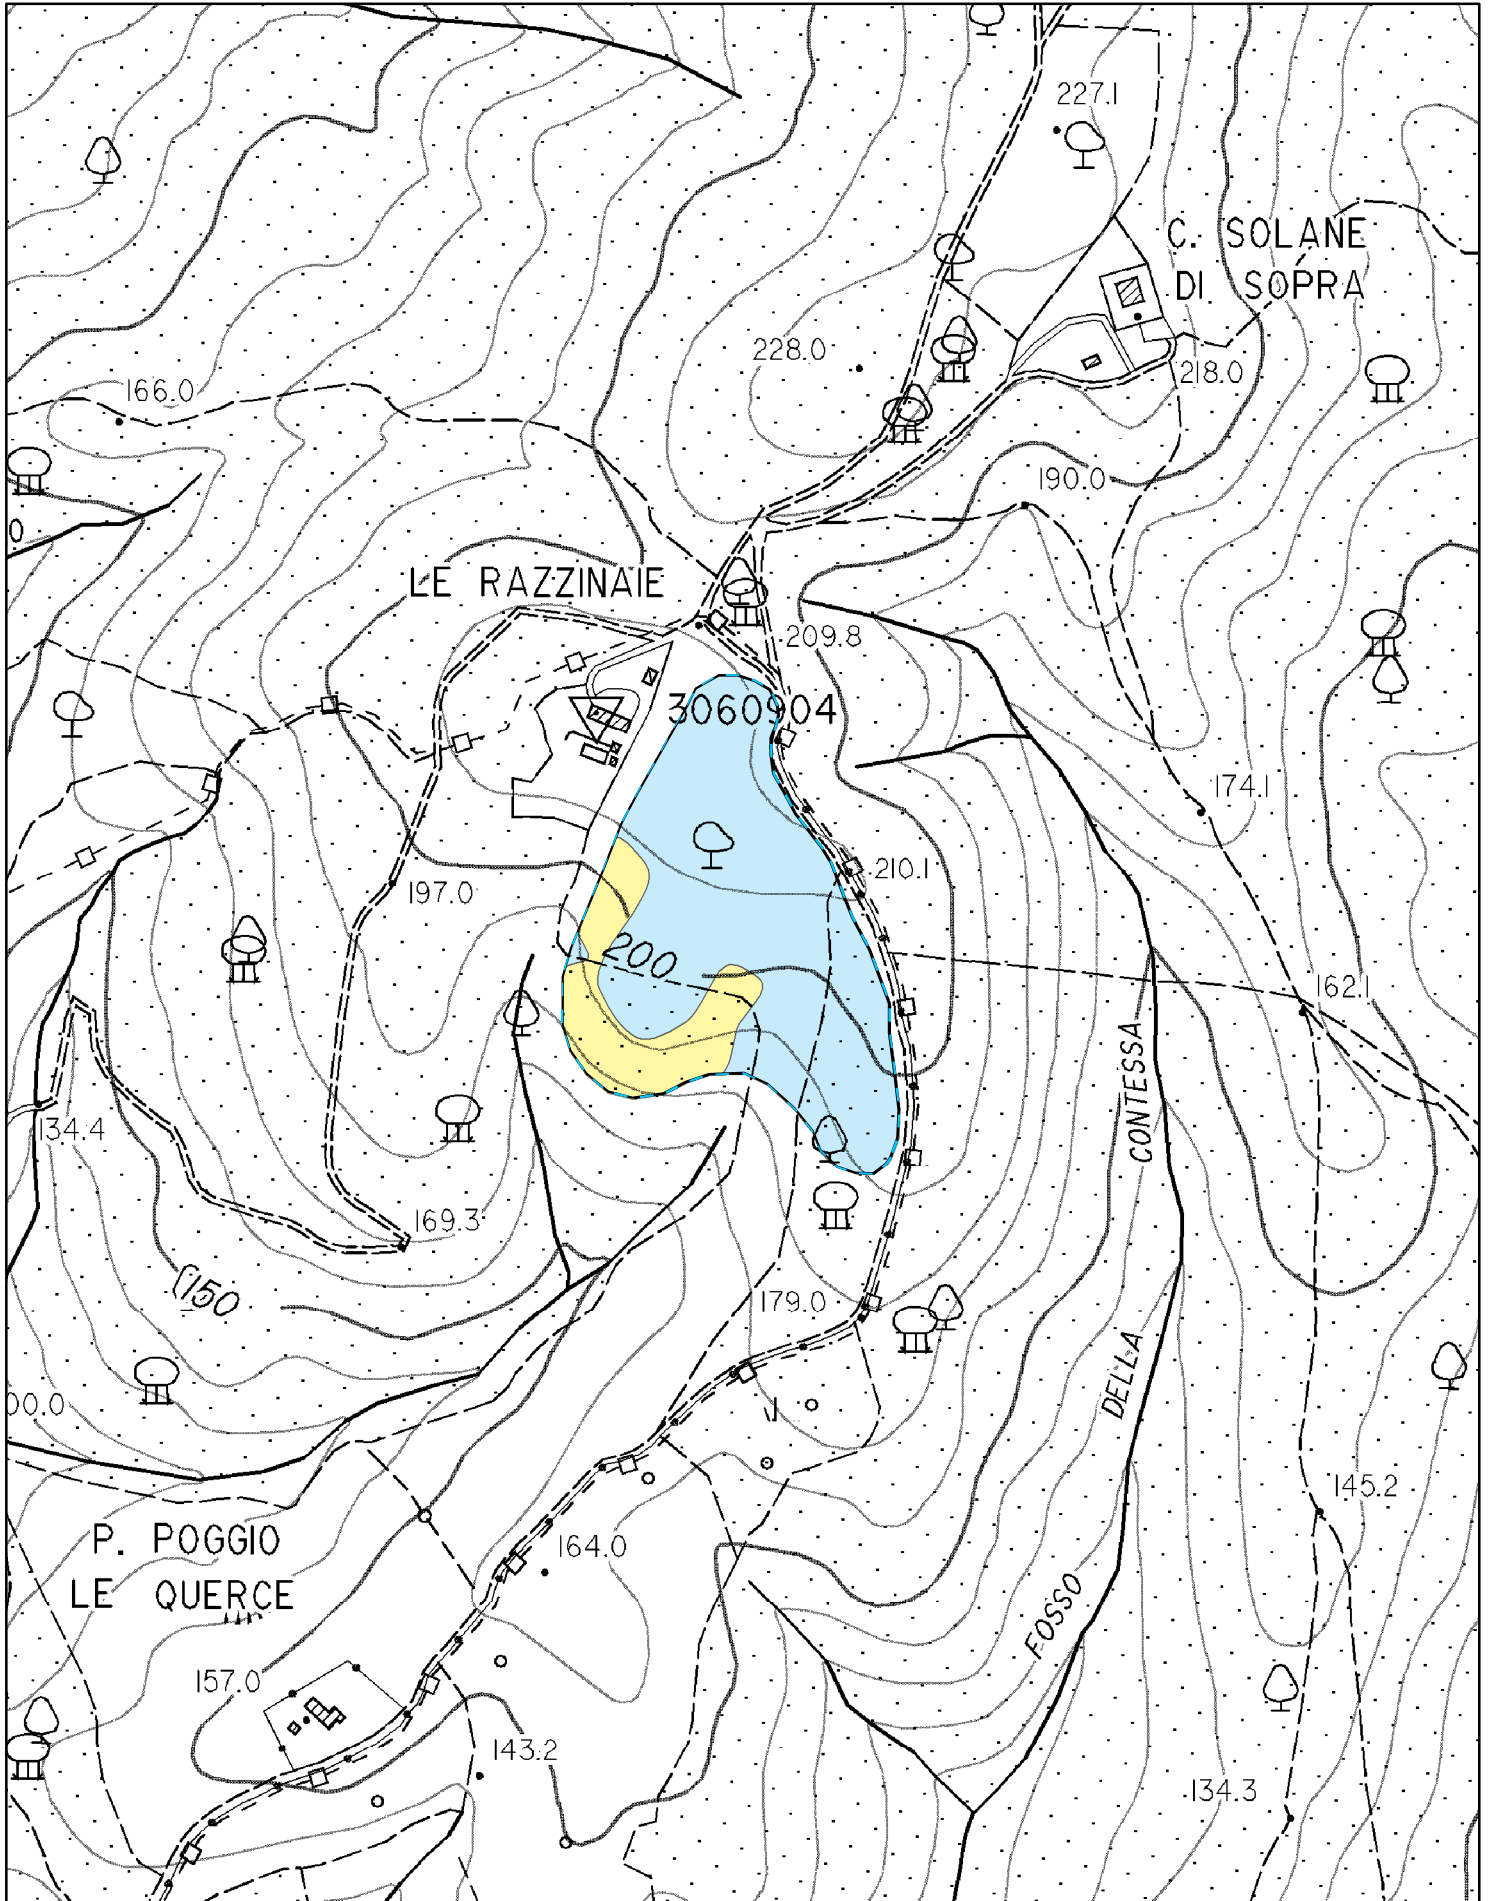 227.1
C. SOLANE
DI SOPRA
228.0
218.0
166.0
190.0
0
LE RAZZINAIE
209.8
3060904
174.1
210.1
197.0
200
162.1
CONTESSA
134.4
169.3
150
179.0
DELLA
00.0
145.2
P. POGGIO
LE QUERCE
164.0
FOSSO
157.0
143.2
134.3